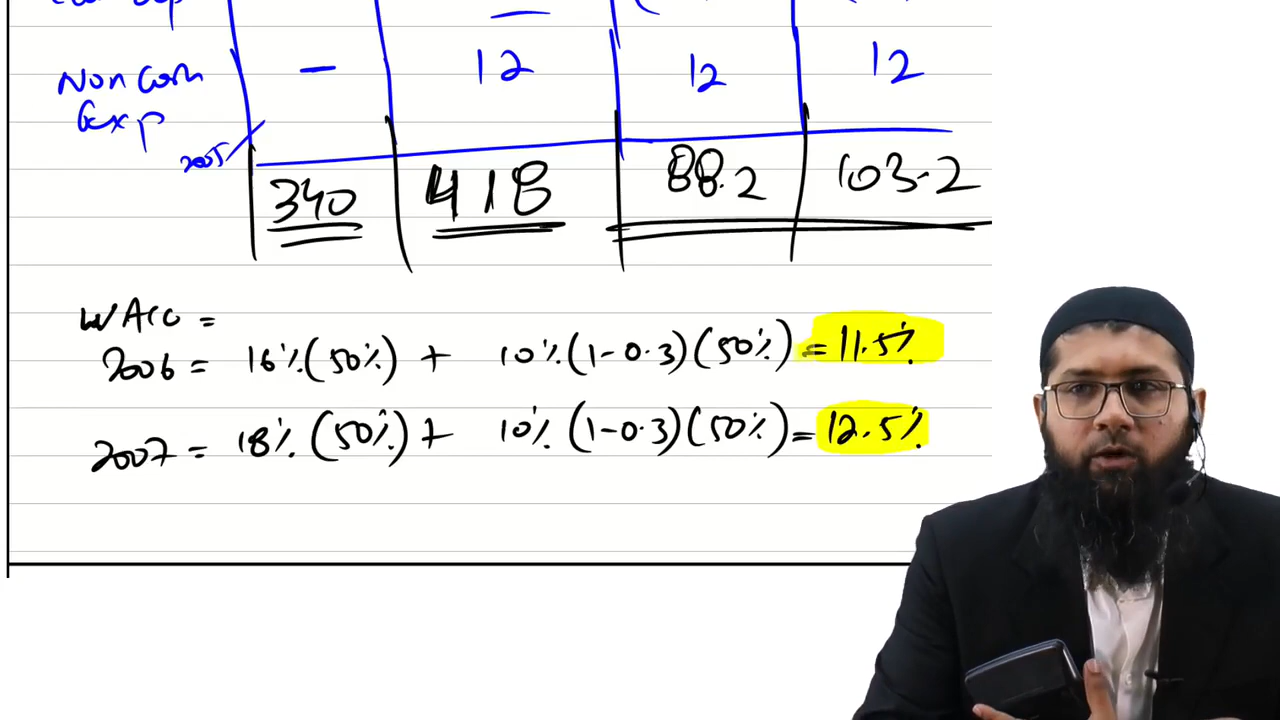 Non Cash — 12 12 12
Exp
2005
340 418 88.2 103.2
WACC =
2006 = 16%(50%) + 10%(1-0.3)(50%) = 11.5%
2007 = 18% (50%) + 10% (1-0.3)(50%) = 12.5%